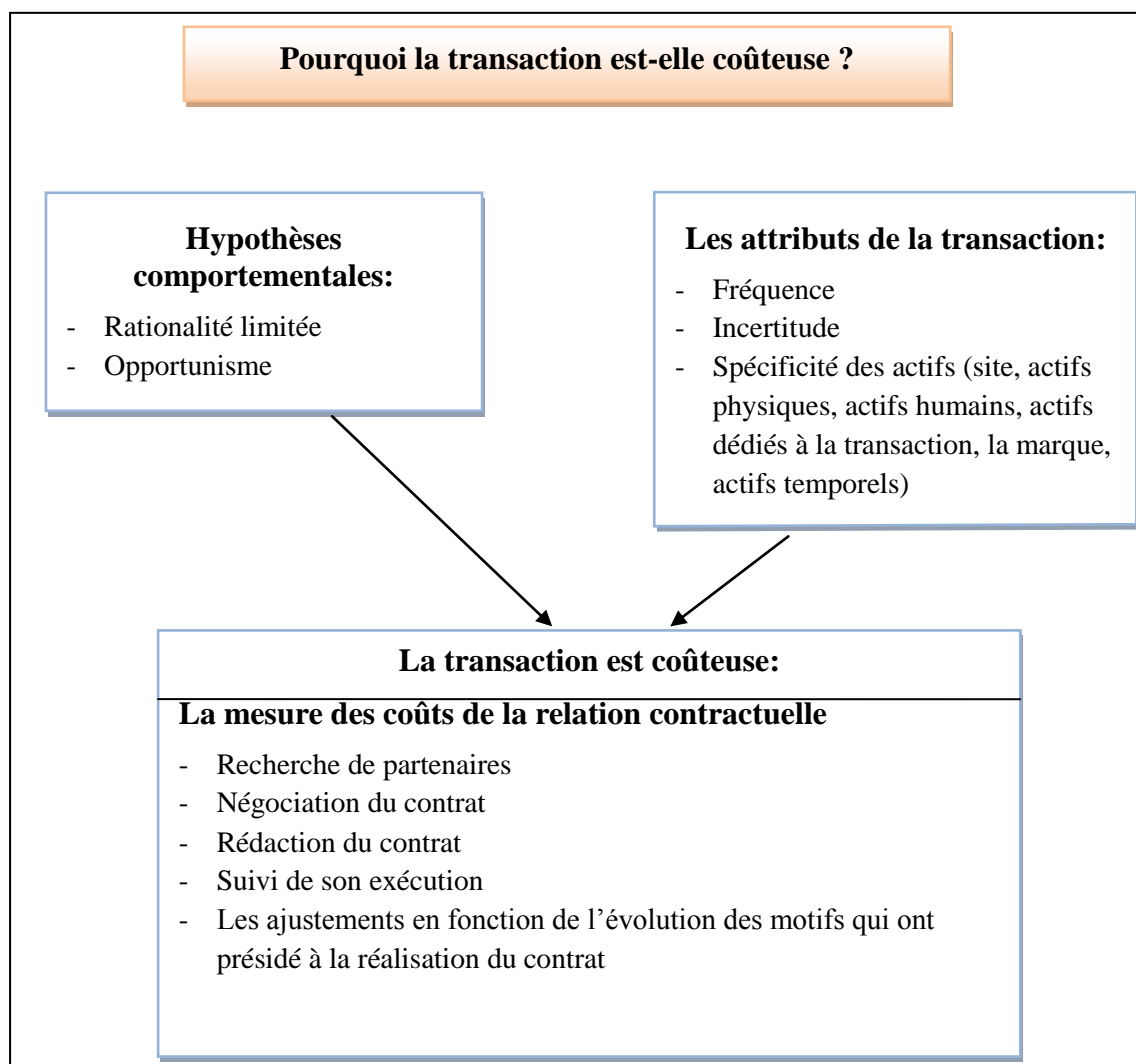 Pourquoi la transaction est-elle coûteuse ?
Hypothèses
comportementales:
- Rationalité limitée
- Opportunisme
Les attributs de la transaction:
- Fréquence
- Incertitude
- Spécificité des actifs (site, actifs
physiques, actifs humains, actifs
dédiés à la transaction, la marque,
actifs temporels)
La transaction est coûteuse:
La mesure des coûts de la relation contractuelle
- Recherche de partenaires
- Négociation du contrat
- Rédaction du contrat
- Suivi de son exécution
- Les ajustements en fonction de l’évolution des motifs qui ont
présidé à la réalisation du contrat